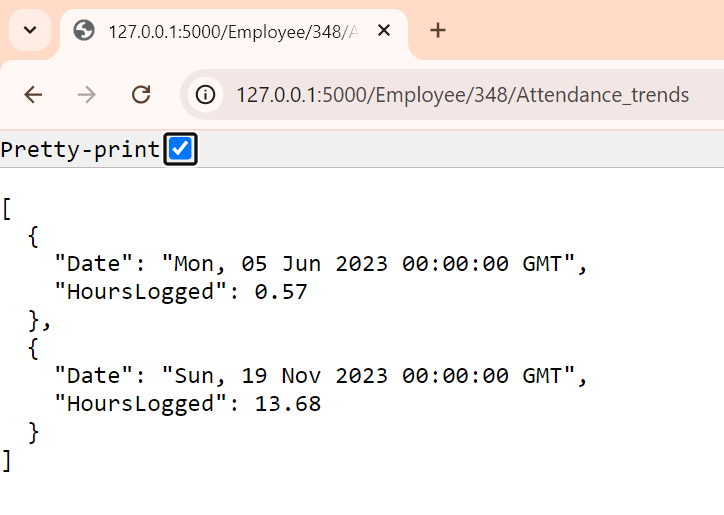 127.0.0.1:5000/Employee/348/A
127.0.0.1:5000/Employee/348/Attendance_trends
Pretty-print
[
  {
    "Date": "Mon, 05 Jun 2023 00:00:00 GMT",
    "HoursLogged": 0.57
  },
  {
    "Date": "Sun, 19 Nov 2023 00:00:00 GMT",
    "HoursLogged": 13.68
  }
]